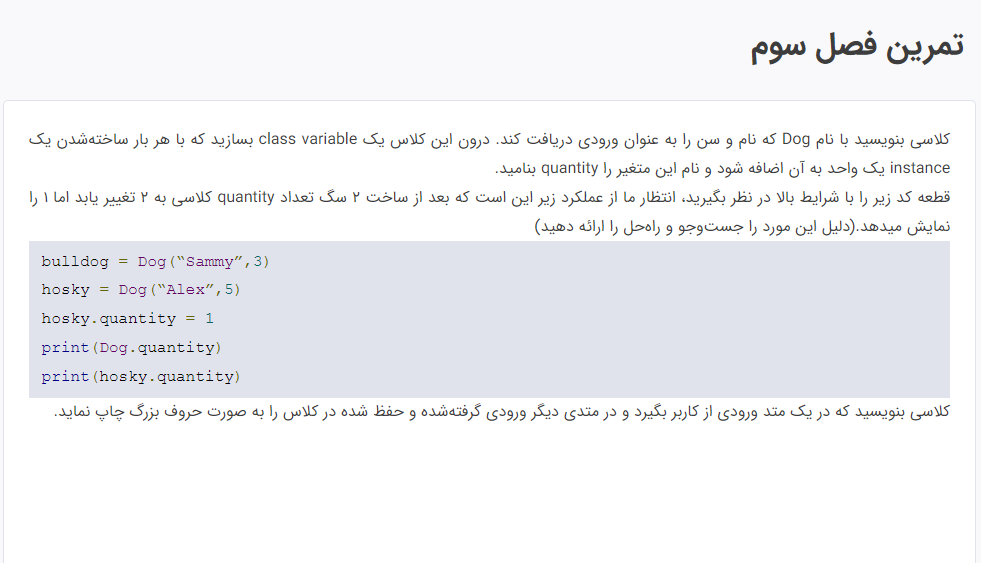 تمرین فصل سوم
کلاسی بنویسید با نام Dog که نام و سن را به عنوان ورودی دریافت کند. درون این کلاس یک class variable بسازید که با هر بار ساخته‌شدن یک
instance یک واحد به آن اضافه شود و نام این متغیر را quantity بنامید.
قطعه کد زیر را با شرایط بالا در نظر بگیرید، انتظار ما از عملکرد زیر این است که بعد از ساخت ۲ سگ تعداد quantity کلاسی به ۲ تغییر یابد اما ۱ را
نمایش میدهد.(دلیل این مورد را جست‌وجو و راه‌حل را ارائه دهید)
bulldog = Dog(“Sammy”,3)
hosky = Dog(“Alex”,5)
hosky.quantity = 1
print(Dog.quantity)
print(hosky.quantity)
کلاسی بنویسید که در یک متد ورودی از کاربر بگیرد و در متدی دیگر ورودی گرفته‌شده و حفظ شده در کلاس را به صورت حروف بزرگ چاپ نماید.